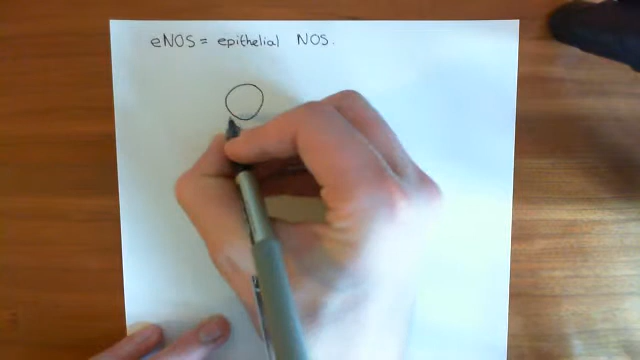 eNOS = epithelial NOS.